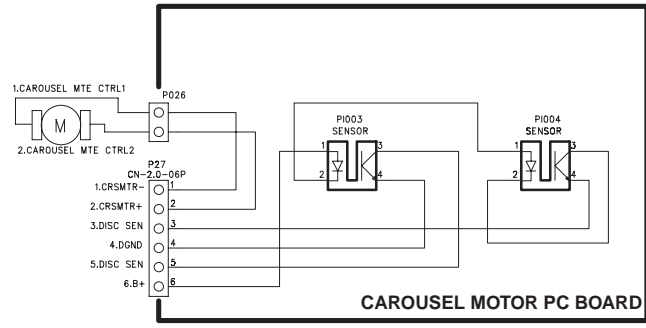 1.CAROUSEL MTE CTRL1
P026
M
2.CAROUSEL MTE CTRL2
P27
CN-2.0-06P
1.CRSMTR- 1
2.CRSMTR+ 2
3.DISC SEN 3
4.DGND 4
5.DISC SEN 5
6.B+ 6
PI003
SENSOR
1 3
2 4
PI004
SENSOR
1 3
2 4
CAROUSEL MOTOR PC BOARD